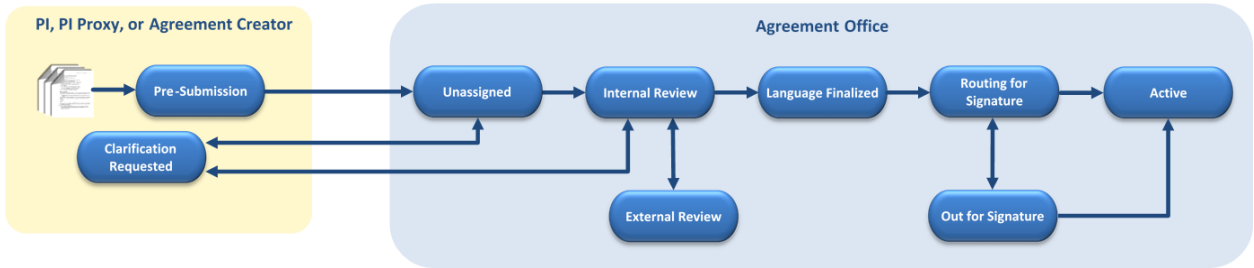 PI, PI Proxy, or Agreement Creator
Agreement Office
Pre-Submission
Unassigned
Internal Review
Language Finalized
Routing for
Signature
Active
Clarification
Requested
External Review
Out for Signature